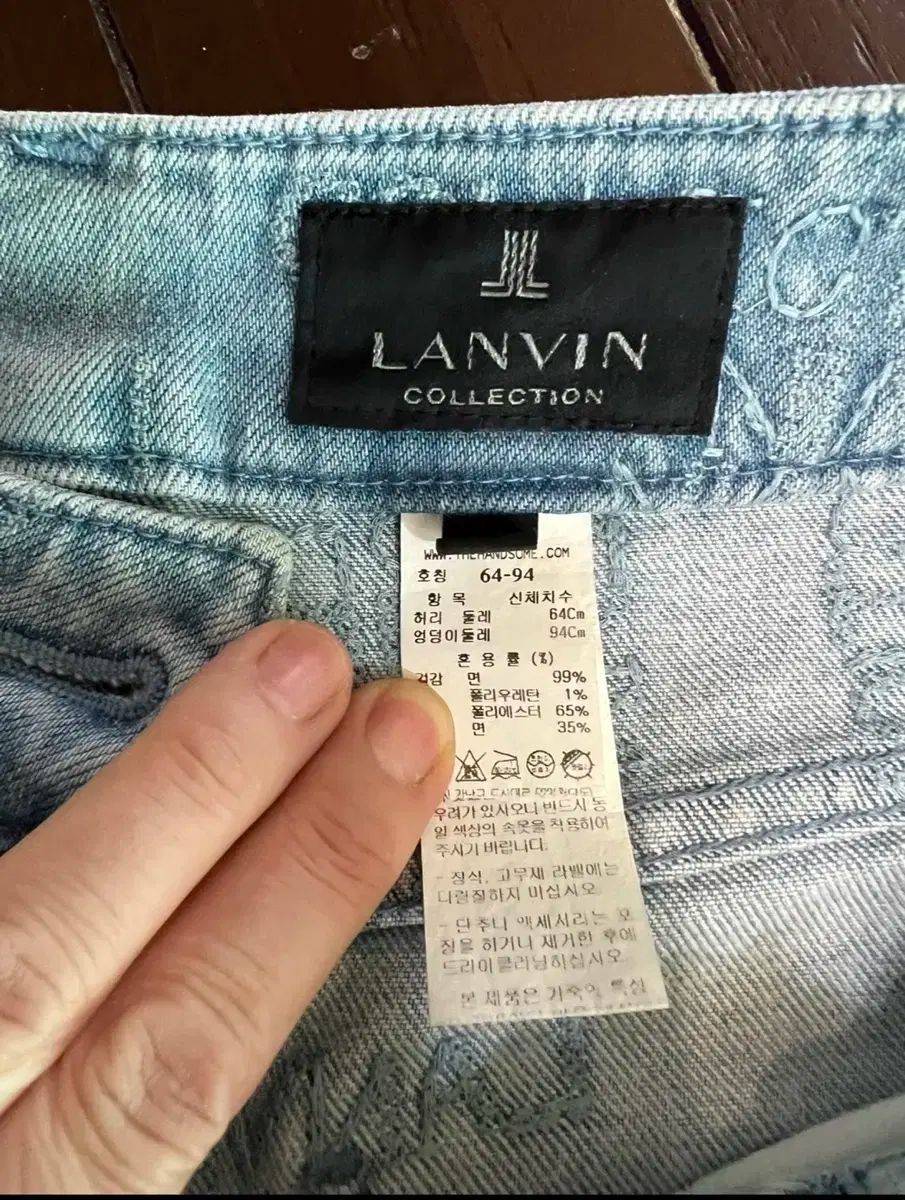 LANVIN
COLLECTION
WWW.THEHANDSOME.COM
호칭 64-94
항 목 신체치수
허리 둘레 64Cm
엉덩이둘레 94Cm
혼 용 률 (%)
겉감 면 99%
폴리우레탄 1%
폴리에스터 65%
면 35%
우려가 있사오니 반드시 동
일 색상의 속옷을 착용하여
주시기 바랍니다.
- 장식, 고무제 라벨에는
다림질하지 마십시오
- 단추나 액세서리는 포
장을 하거나 제거한 후에
드라이클리닝하십시오
본 제품은 가죽의 특성